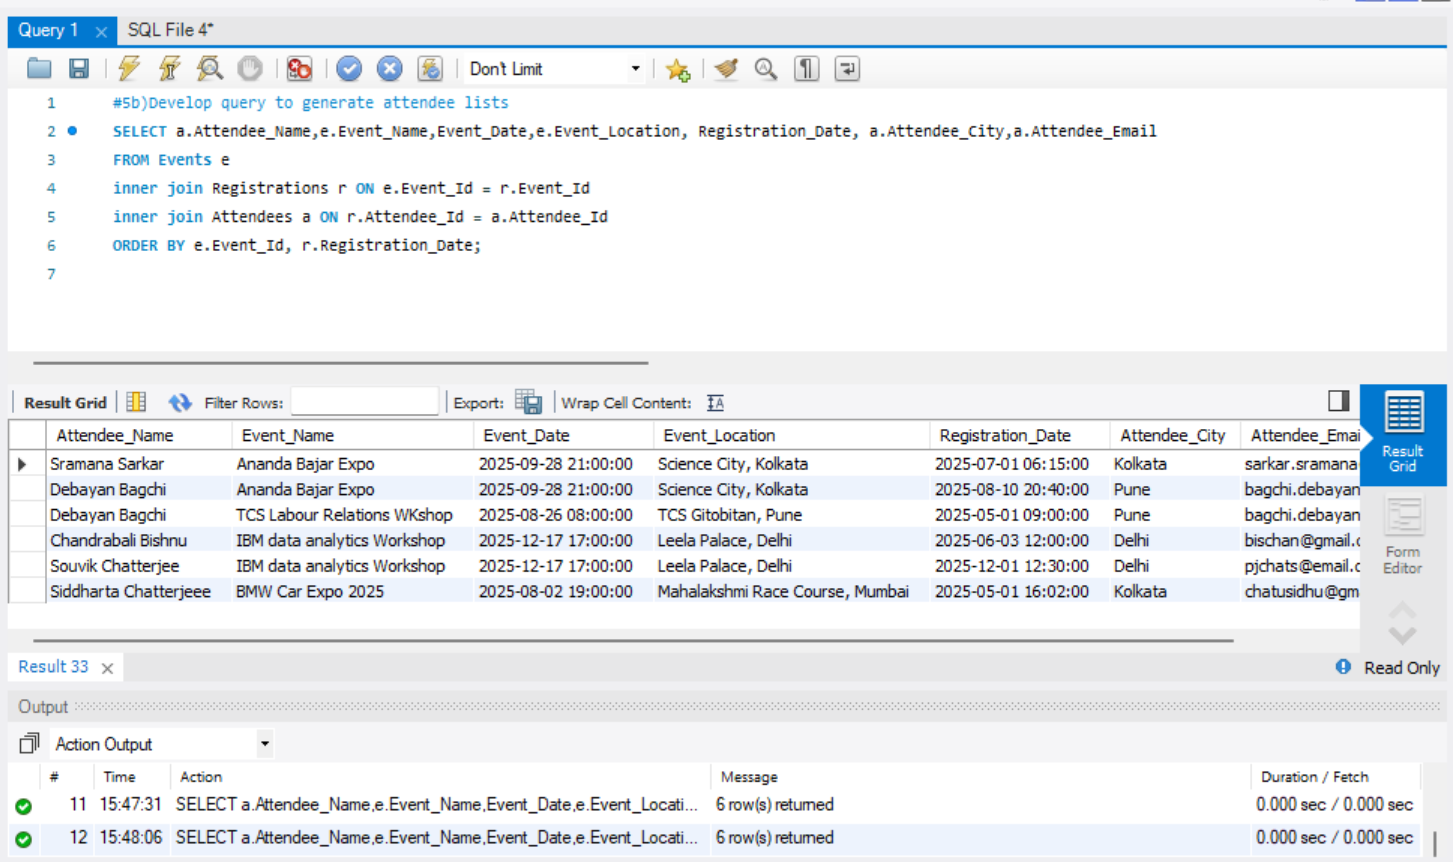 Query 1
SQL File 4*
Don't Limit
1 #5b)Develop query to generate attendee lists
2 SELECT a.Attendee_Name,e.Event_Name,Event_Date,e.Event_Location, Registration_Date, a.Attendee_City,a.Attendee_Email
3 FROM Events e
4 inner join Registrations r ON e.Event_Id = r.Event_Id
5 inner join Attendees a ON r.Attendee_Id = a.Attendee_Id
6 ORDER BY e.Event_Id, r.Registration_Date;
7
Result Grid Filter Rows: Export: Wrap Cell Content:
Attendee_Name Event_Name Event_Date Event_Location Registration_Date Attendee_City Attendee_Emai
Sramana Sarkar Ananda Bajar Expo 2025-09-28 21:00:00 Science City, Kolkata 2025-07-01 06:15:00 Kolkata sarkar.sramana
Debayan Bagchi Ananda Bajar Expo 2025-09-28 21:00:00 Science City, Kolkata 2025-08-10 20:40:00 Pune bagchi.debayan
Debayan Bagchi TCS Labour Relations WKshop 2025-08-26 08:00:00 TCS Gitobitan, Pune 2025-05-01 09:00:00 Pune bagchi.debayan
Chandrabali Bishnu IBM data analytics Workshop 2025-12-17 17:00:00 Leela Palace, Delhi 2025-06-03 12:00:00 Delhi bischan@gmail.c
Souvik Chatterjee IBM data analytics Workshop 2025-12-17 17:00:00 Leela Palace, Delhi 2025-12-01 12:30:00 Delhi pjchats@email.c
Siddharta Chatterjeee BMW Car Expo 2025 2025-08-02 19:00:00 Mahalakshmi Race Course, Mumbai 2025-05-01 16:02:00 Kolkata chatusidhu@gm
Result
Grid
Form
Editor
Result 33
Read Only
Output
Action Output
# Time Action Message Duration / Fetch
11 15:47:31 SELECT a.Attendee_Name,e.Event_Name,Event_Date,e.Event_Locati... 6 row(s) returned 0.000 sec / 0.000 sec
12 15:48:06 SELECT a.Attendee_Name,e.Event_Name,Event_Date,e.Event_Locati... 6 row(s) returned 0.000 sec / 0.000 sec